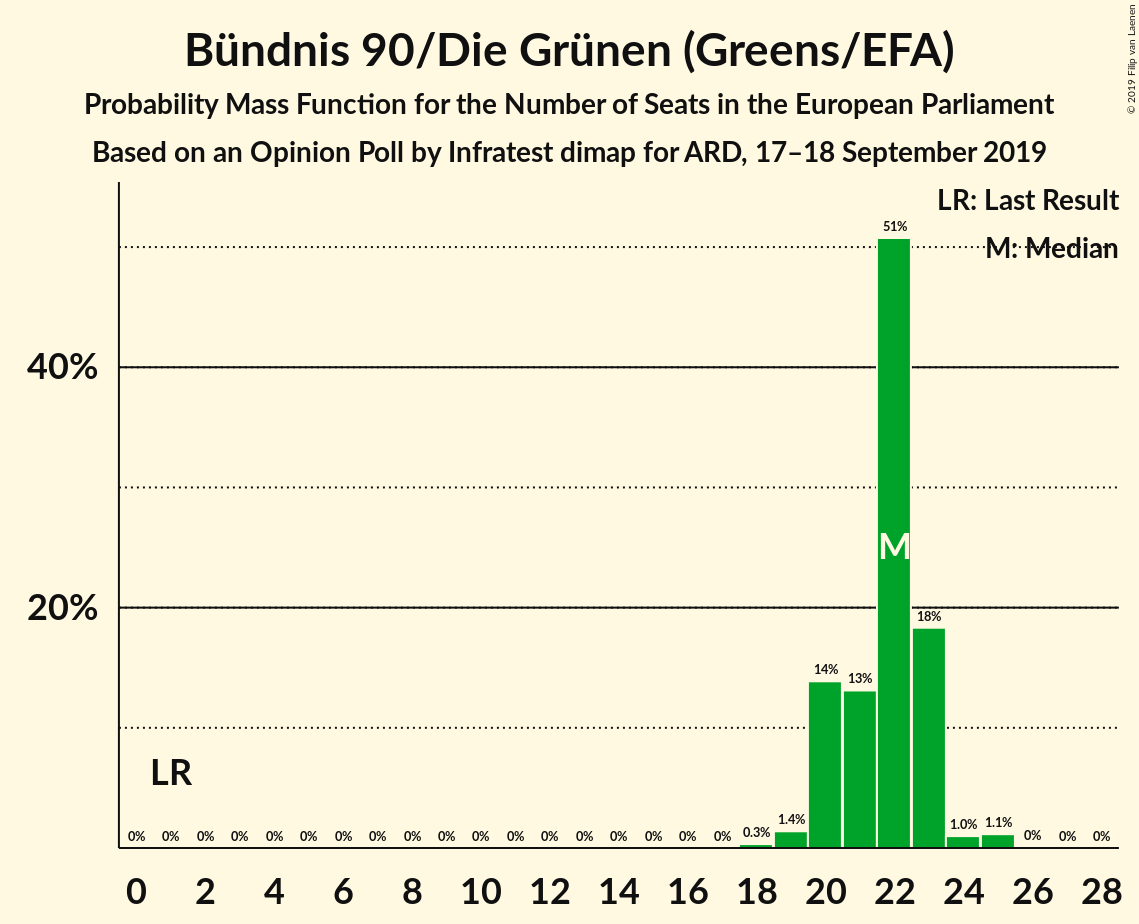 Bündnis 90/Die Grünen (Greens/EFA)
Probability Mass Function for the Number of Seats in the European Parliament
Based on an Opinion Poll by Infratest dimap for ARD, 17–18 September 2019
© 2019 Filip van Laenen
LR: Last Result
M: Median
40%
20%
51%
M
18%
14%
13%
LR
0% 0% 0% 0% 0% 0% 0% 0% 0% 0% 0% 0% 0% 0% 0% 0% 0% 0% 0.3% 1.4% 1.0% 1.1% 0% 0% 0%
0 2 4 6 8 10 12 14 16 18 20 22 24 26 28